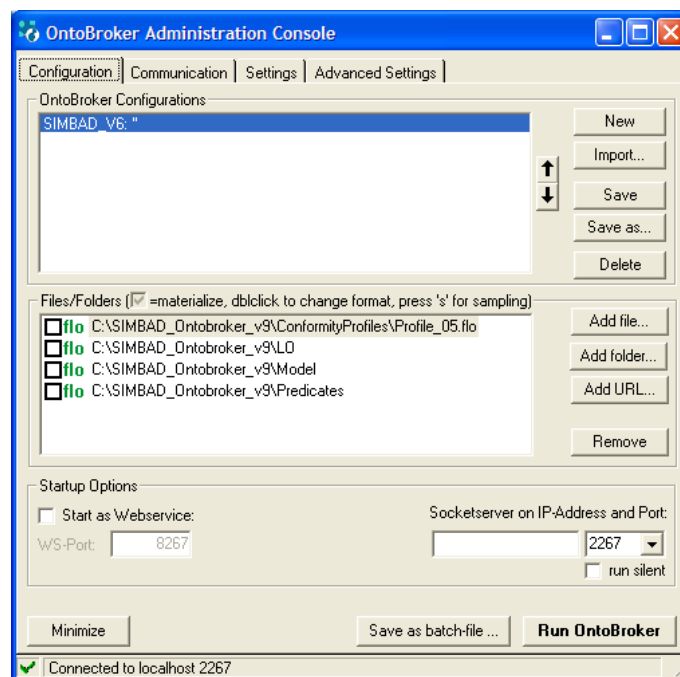 OntoBroker Administration Console
Configuration Communication Settings Advanced Settings
OntoBroker Configurations
SIMBAD_V6: "
New
Import...
Save
Save as...
Delete
Files/Folders ( =materialize, dblclick to change format, press 's' for sampling)
flo C:\SIMBAD_Ontobroker_v9\ConformityProfiles\Profile_05.flo
flo C:\SIMBAD_Ontobroker_v9\LO
flo C:\SIMBAD_Ontobroker_v9\Model
flo C:\SIMBAD_Ontobroker_v9\Predicates
Add file...
Add folder...
Add URL...
Remove
Startup Options
Start as Webservice:
WS-Port: 8267
Socketserver on IP-Address and Port:
2267
run silent
Minimize Save as batch-file ... Run OntoBroker
Connected to localhost 2267